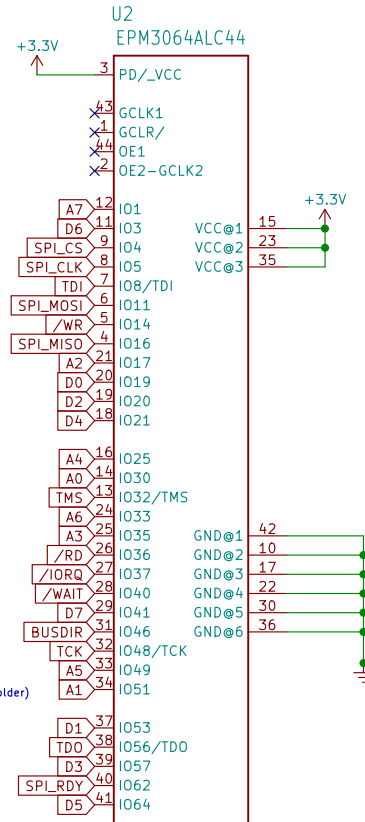 U2
EPM3064ALC44
+3.3V
3 PD/_VCC
43 GCLK1
1 GCLR/
44 OE1
2 OE2-GCLK2
+3.3V
A7 12 IO1
D6 11 IO3 VCC@1 15
SPI_CS 9 IO4 VCC@2 23
SPI_CLK 8 IO5 VCC@3 35
TDI 7 IO8/TDI
SPI_MOSI 6 IO11
/WR 5 IO14
SPI_MISO 4 IO16
A2 21 IO17
D0 20 IO19
D2 19 IO20
D4 18 IO21
A4 16 IO25
A0 14 IO30
TMS 13 IO32/TMS
A6 24 IO33
A3 25 IO35 GND@1 42
/RD 26 IO36 GND@2 10
/IORQ 27 IO37 GND@3 17
/WAIT 28 IO40 GND@4 22
D7 29 IO41 GND@5 30
BUSDIR 31 IO46 GND@6 36
TCK 32 IO48/TCK
A5 33 IO49
A1 34 IO51
older)
D1 37 IO53
TDO 38 IO56/TDO
D3 39 IO57
SPI_RDY 40 IO62
D5 41 IO64